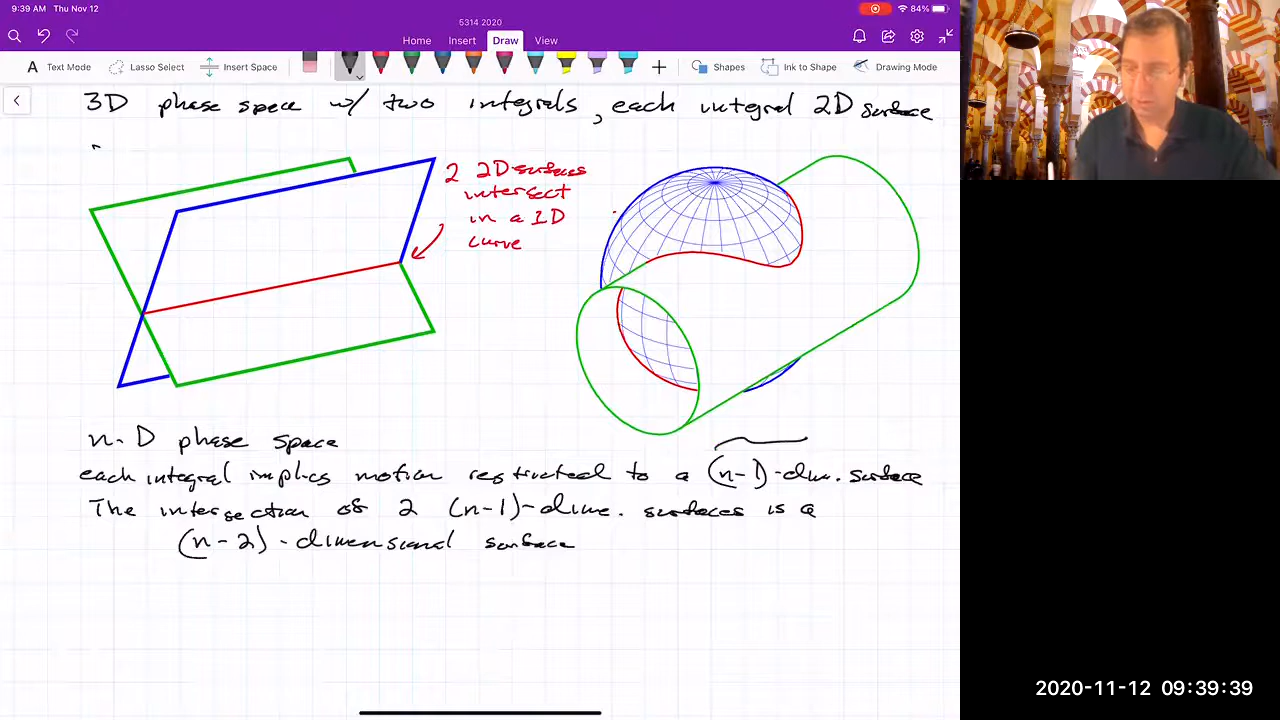 9:39 AM Thu Nov 12
84%
5314 2020
Home Insert Draw View
Text Mode Lasso Select Insert Space Shapes Ink to Shape Drawing Mode
3D phase space w/ two integrals, each integral 2D surface
2 2D surfaces
intersect
in a 1D
curve
n-D phase space
each integral implies motion restricted to a (n-1)-dim. surface
The intersection of 2 (n-1)-dim. surfaces is a
(n-2)-dimensional surface
2020-11-12 09:39:39